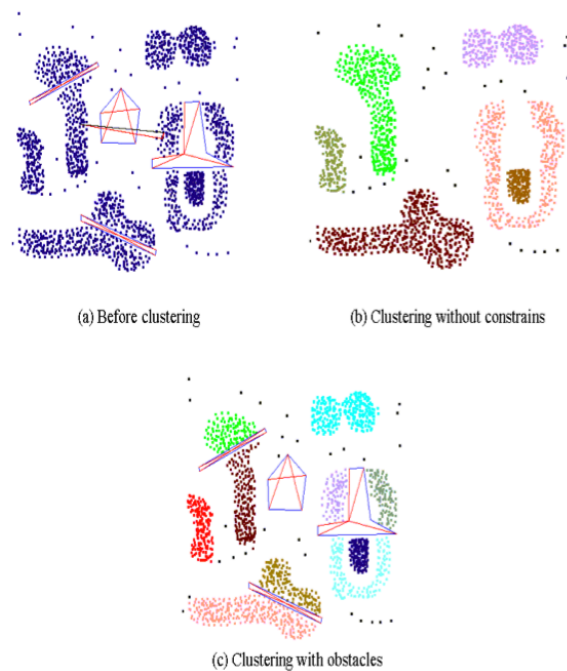 (a) Before clustering
(b) Clustering without constrains
(c) Clustering with obstacles